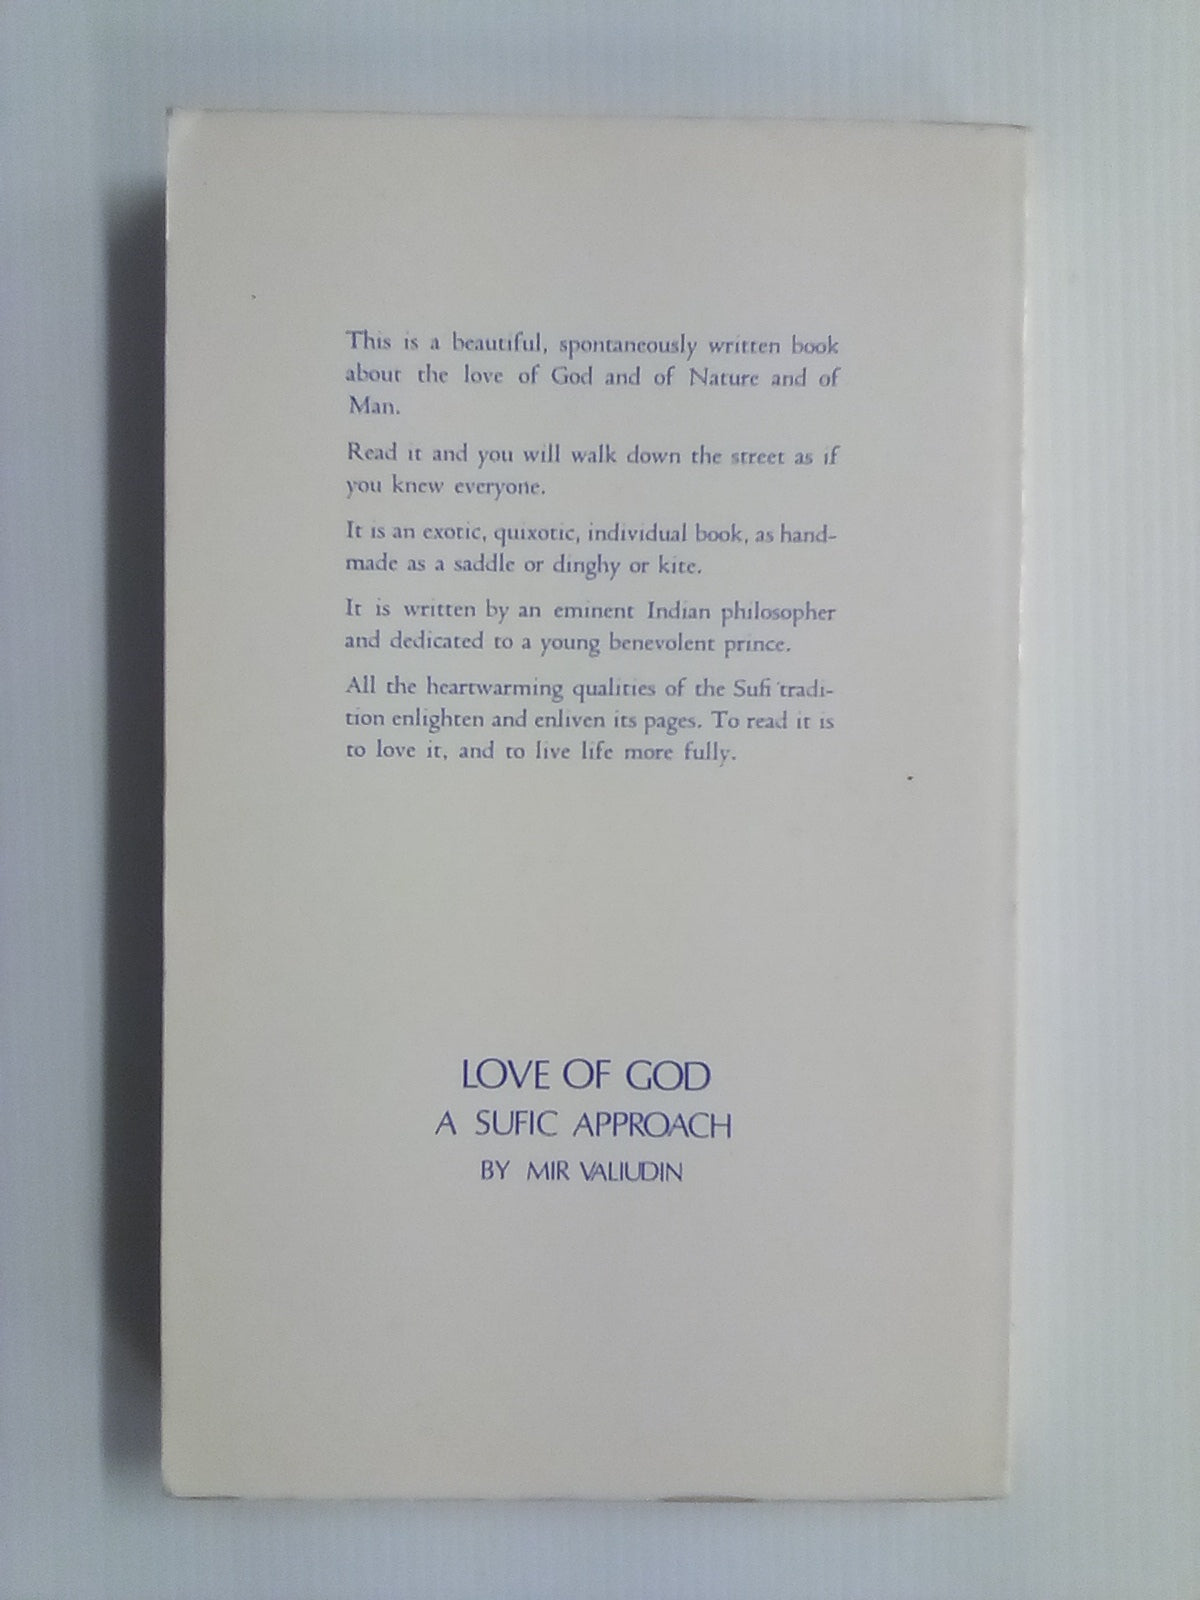 This is a beautiful, spontaneously written book
about the love of God and of Nature and of
Man.
Read it and you will walk down the street as if
you knew everyone.
It is an exotic, quixotic, individual book, as hand-
made as a saddle or dinghy or kite.
It is written by an eminent Indian philosopher
and dedicated to a young benevolent prince.
All the heartwarming qualities of the Sufi tradi-
tion enlighten and enliven its pages. To read it is
to love it, and to live life more fully.
LOVE OF GOD
A SUFIC APPROACH
BY MIR VALIUDIN